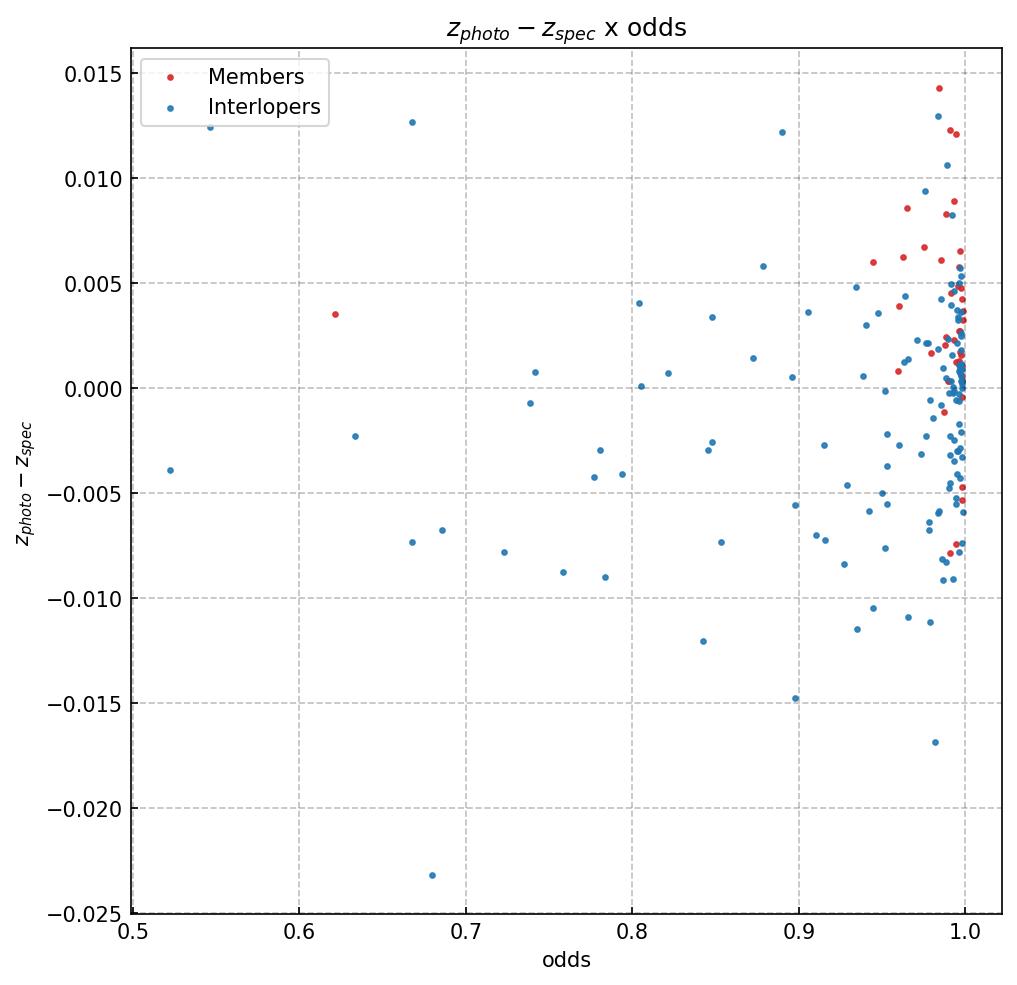 z_photo − z_spec x odds
Members
Interlopers
0.015
0.010
0.005
0.000
−0.005
−0.010
−0.015
−0.020
−0.025
z_photo − z_spec
0.5 0.6 0.7 0.8 0.9 1.0
odds